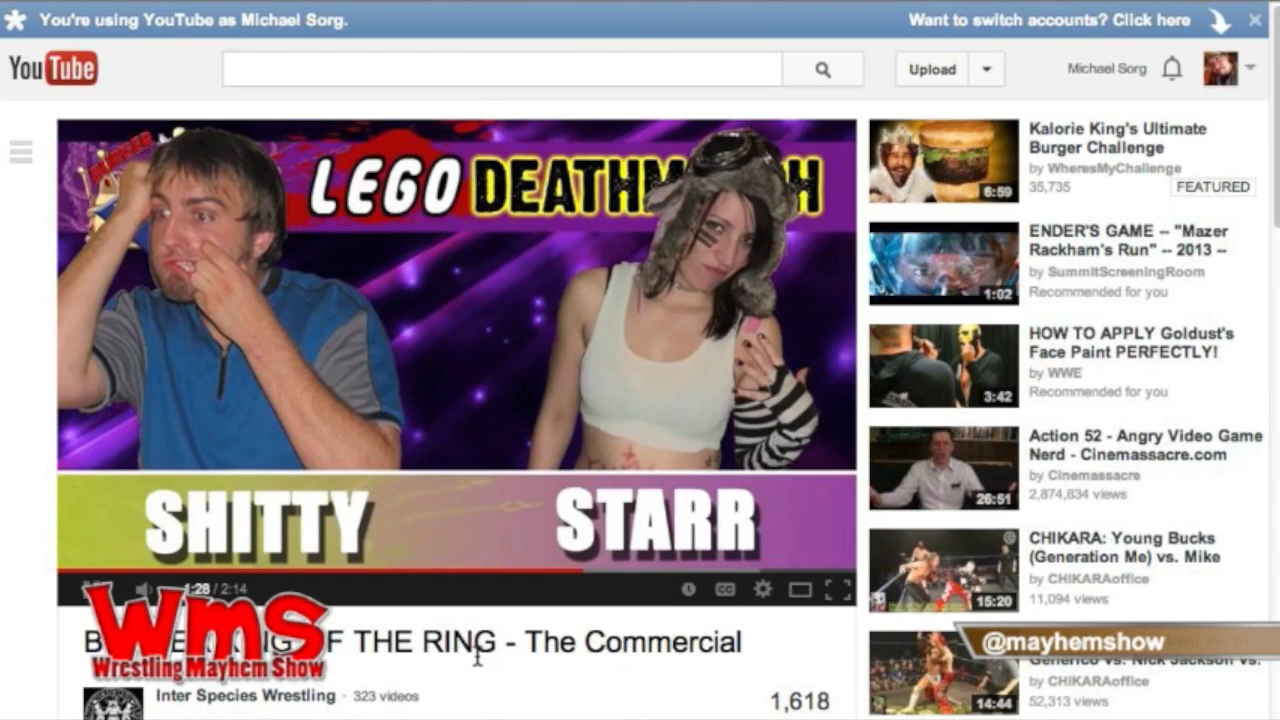 You're using YouTube as Michael Sorg.
Want to switch accounts? Click here
YouTube
Upload
Michael Sorg
LEGO DEATHM H
SHITTY
STARR
1:28 / 2:14
WMS
Wrestling Mayhem Show
F THE RING - The Commercial
Inter Species Wrestling · 323 videos
1,618
6:59
Kalorie King's Ultimate
Burger Challenge
by WheresMyChallenge
35,735
FEATURED
1:02
ENDER'S GAME -- "Mazer
Rackham's Run" -- 2013 --
by SummitScreeningRoom
Recommended for you
3:42
HOW TO APPLY Goldust's
Face Paint PERFECTLY!
by WWE
Recommended for you
26:51
Action 52 - Angry Video Game
Nerd - Cinemassacre.com
by Cinemassacre
2,874,834 views
15:20
CHIKARA: Young Bucks
(Generation Me) vs. Mike
by CHIKARAoffice
11,094 views
@mayhemshow
14:44
Generico vs. Nick Jackson vs.
by CHIKARAoffice
52,313 views